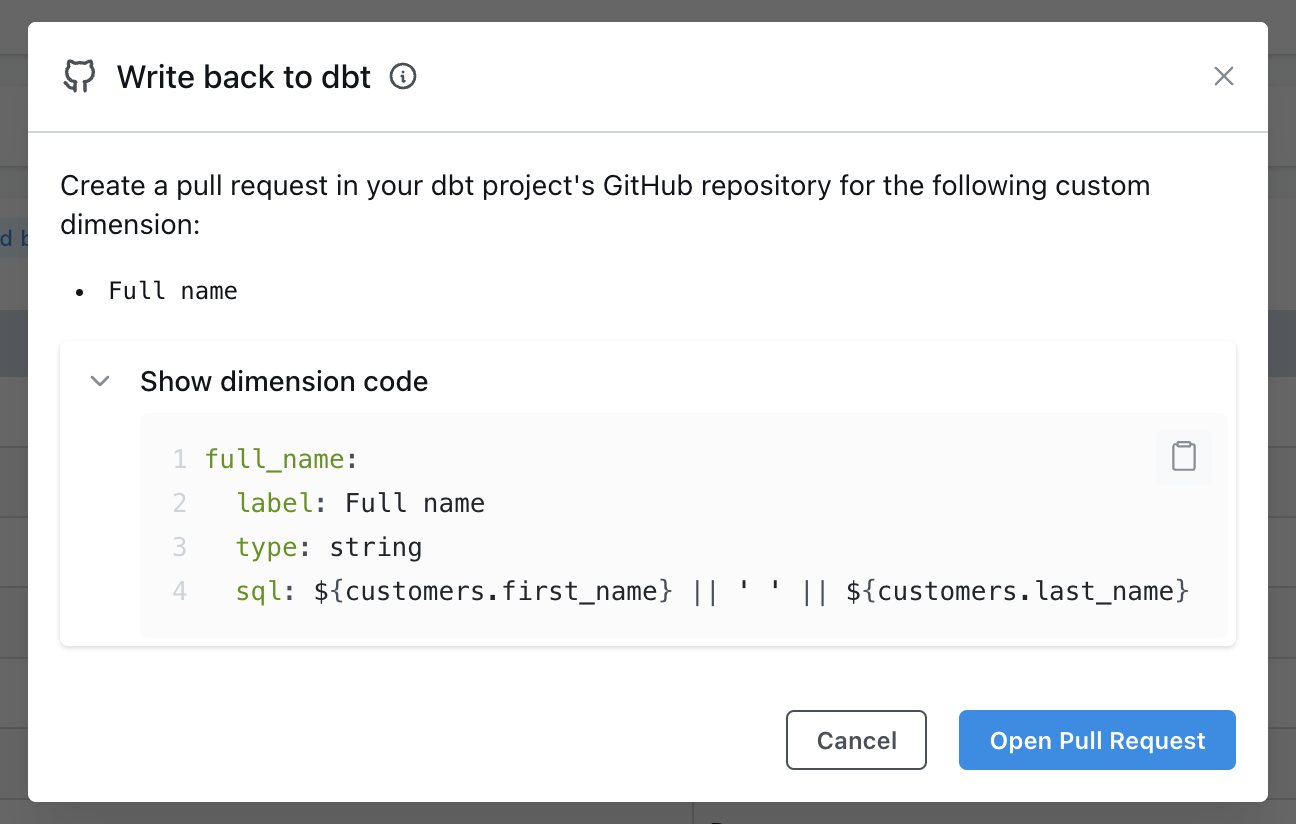 Write back to dbt
Create a pull request in your dbt project's GitHub repository for the following custom
dimension:
• Full name
Show dimension code
1 full_name:
2   label: Full name
3   type: string
4   sql: ${customers.first_name} || ' ' || ${customers.last_name}
Cancel
Open Pull Request